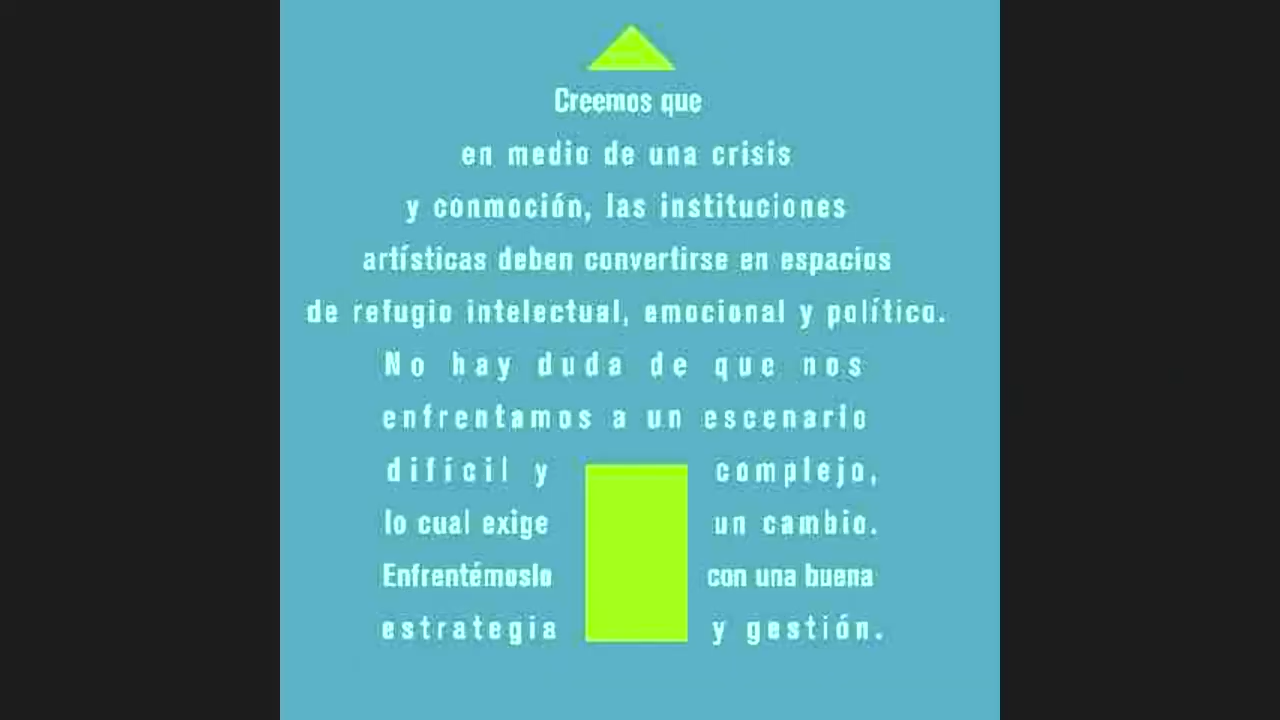 Creemos que
en medio de una crisis
y conmoción, las instituciones
artísticas deben convertirse en espacios
de refugio intelectual, emocional y político.
No hay duda de que nos
enfrentamos a un escenario
difícil y complejo,
lo cual exige un cambio.
Enfrentémoslo con una buena
estrategia y gestión.